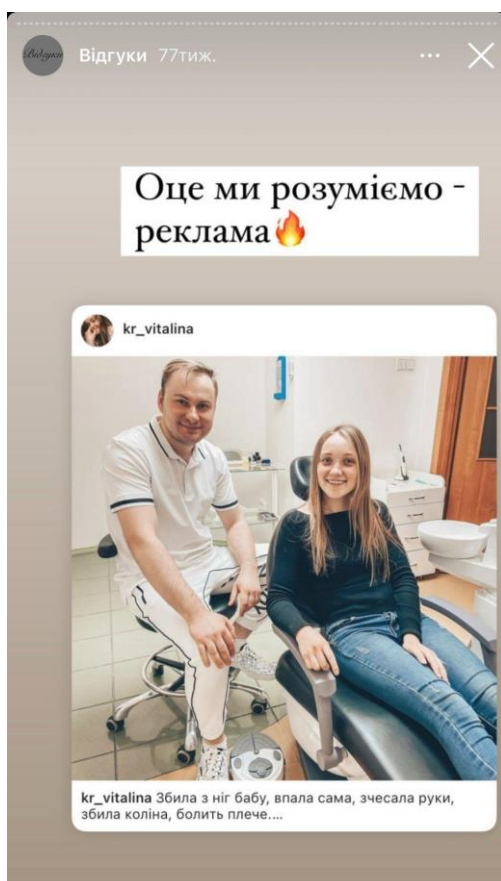 Відгуки
Відгуки 77тиж.
Оце ми розуміємо -
реклама🔥
kr_vitalina
kr_vitalina Збила з ніг бабу, впала сама, зчесала руки,
збила коліна, болить плече....